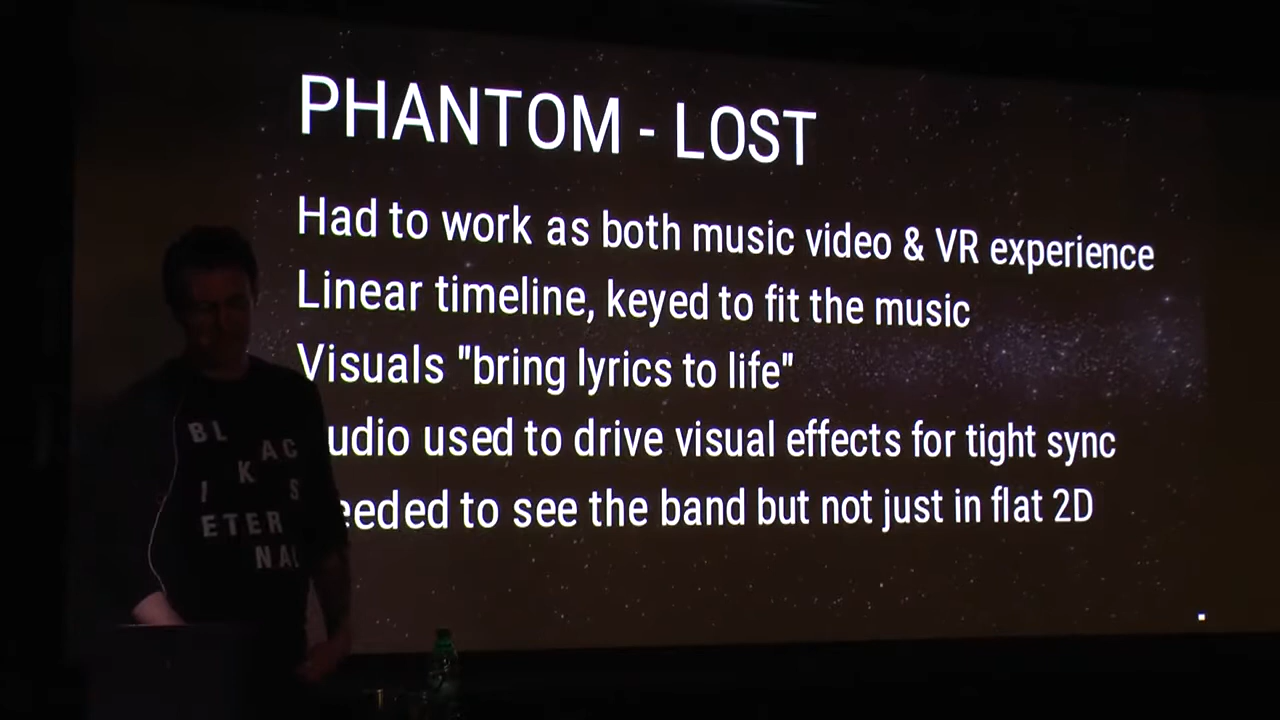 PHANTOM - LOST
Had to work as both music video & VR experience
Linear timeline, keyed to fit the music
Visuals "bring lyrics to life"
udio used to drive visual effects for tight sync
eeded to see the band but not just in flat 2D
BL
AC
K
I S
ETER
NAL